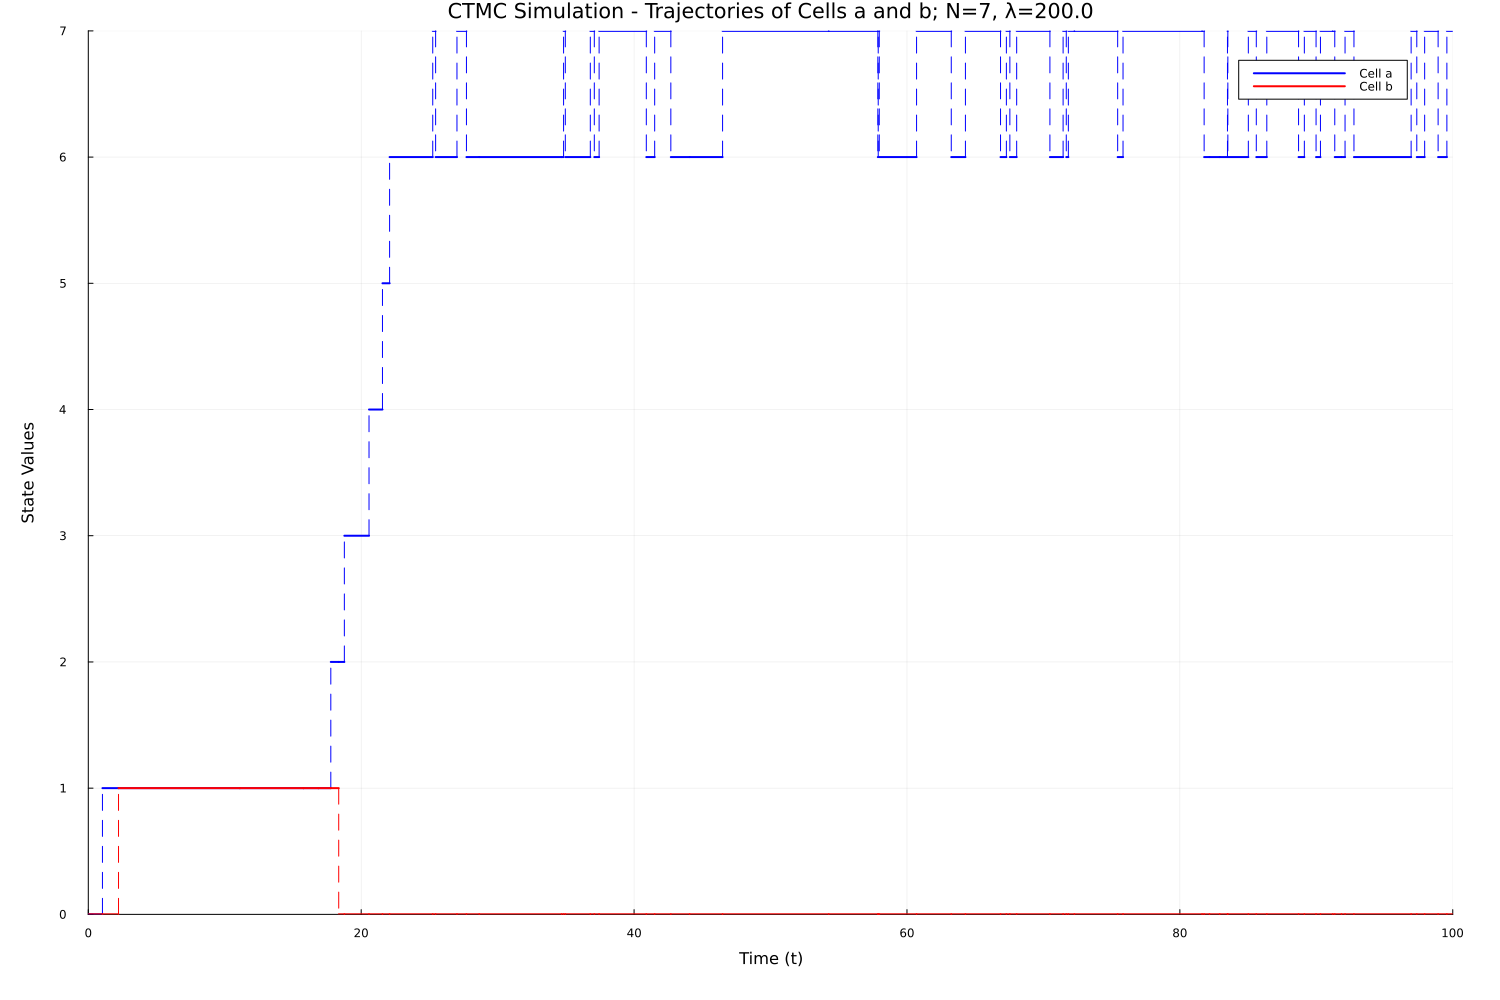 CTMC Simulation - Trajectories of Cells a and b; N=7, λ=200.0
7
Cell a
Cell b
6
5
4
State Values
3
2
1
0
0 20 40 60 80 100
Time (t)